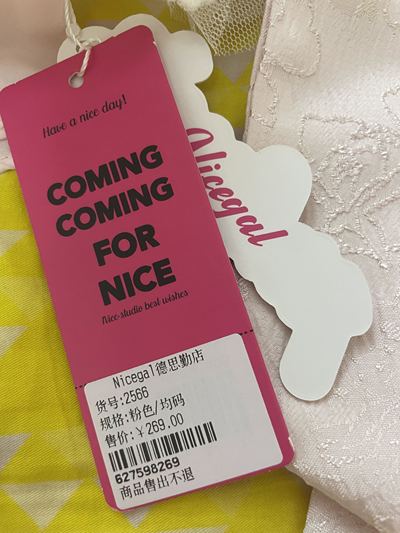 Have a nice day!
COMING
COMING
FOR
NICE
Nice-studio best wishes
Nicegal
Nicegal德思勤店
货号:2566
规格:粉色/均码
售价:￥269.00
627598269
商品售出不退